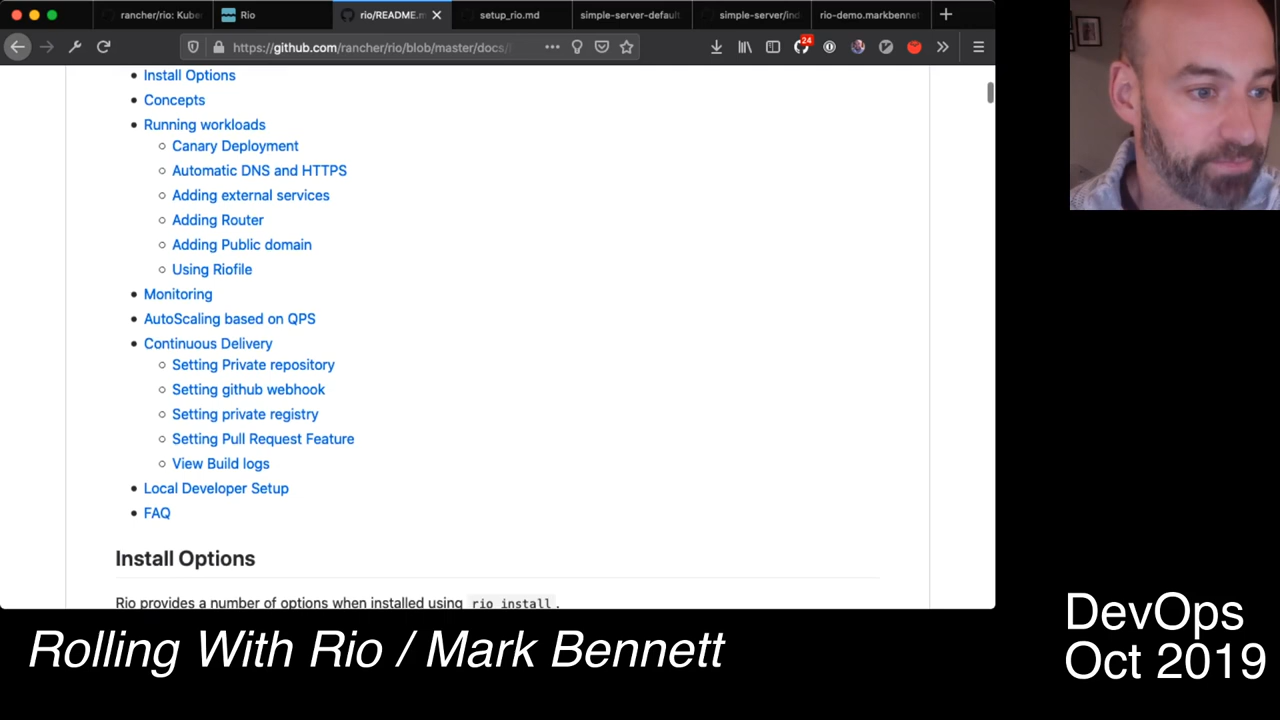 rancher/rio: Kube
Rio
rio/README.m
setup_rio.md
simple-server-default
simple-server/ind
rio-demo.markbennet
https://github.com/rancher/rio/blob/master/docs/
24
Install Options
Concepts
Running workloads
Canary Deployment
Automatic DNS and HTTPS
Adding external services
Adding Router
Adding Public domain
Using Riofile
Monitoring
AutoScaling based on QPS
Continuous Delivery
Setting Private repository
Setting github webhook
Setting private registry
Setting Pull Request Feature
View Build logs
Local Developer Setup
FAQ
Install Options
Rio provides a number of options when installed using rio install.
Rolling With Rio / Mark Bennett
DevOps
Oct 2019